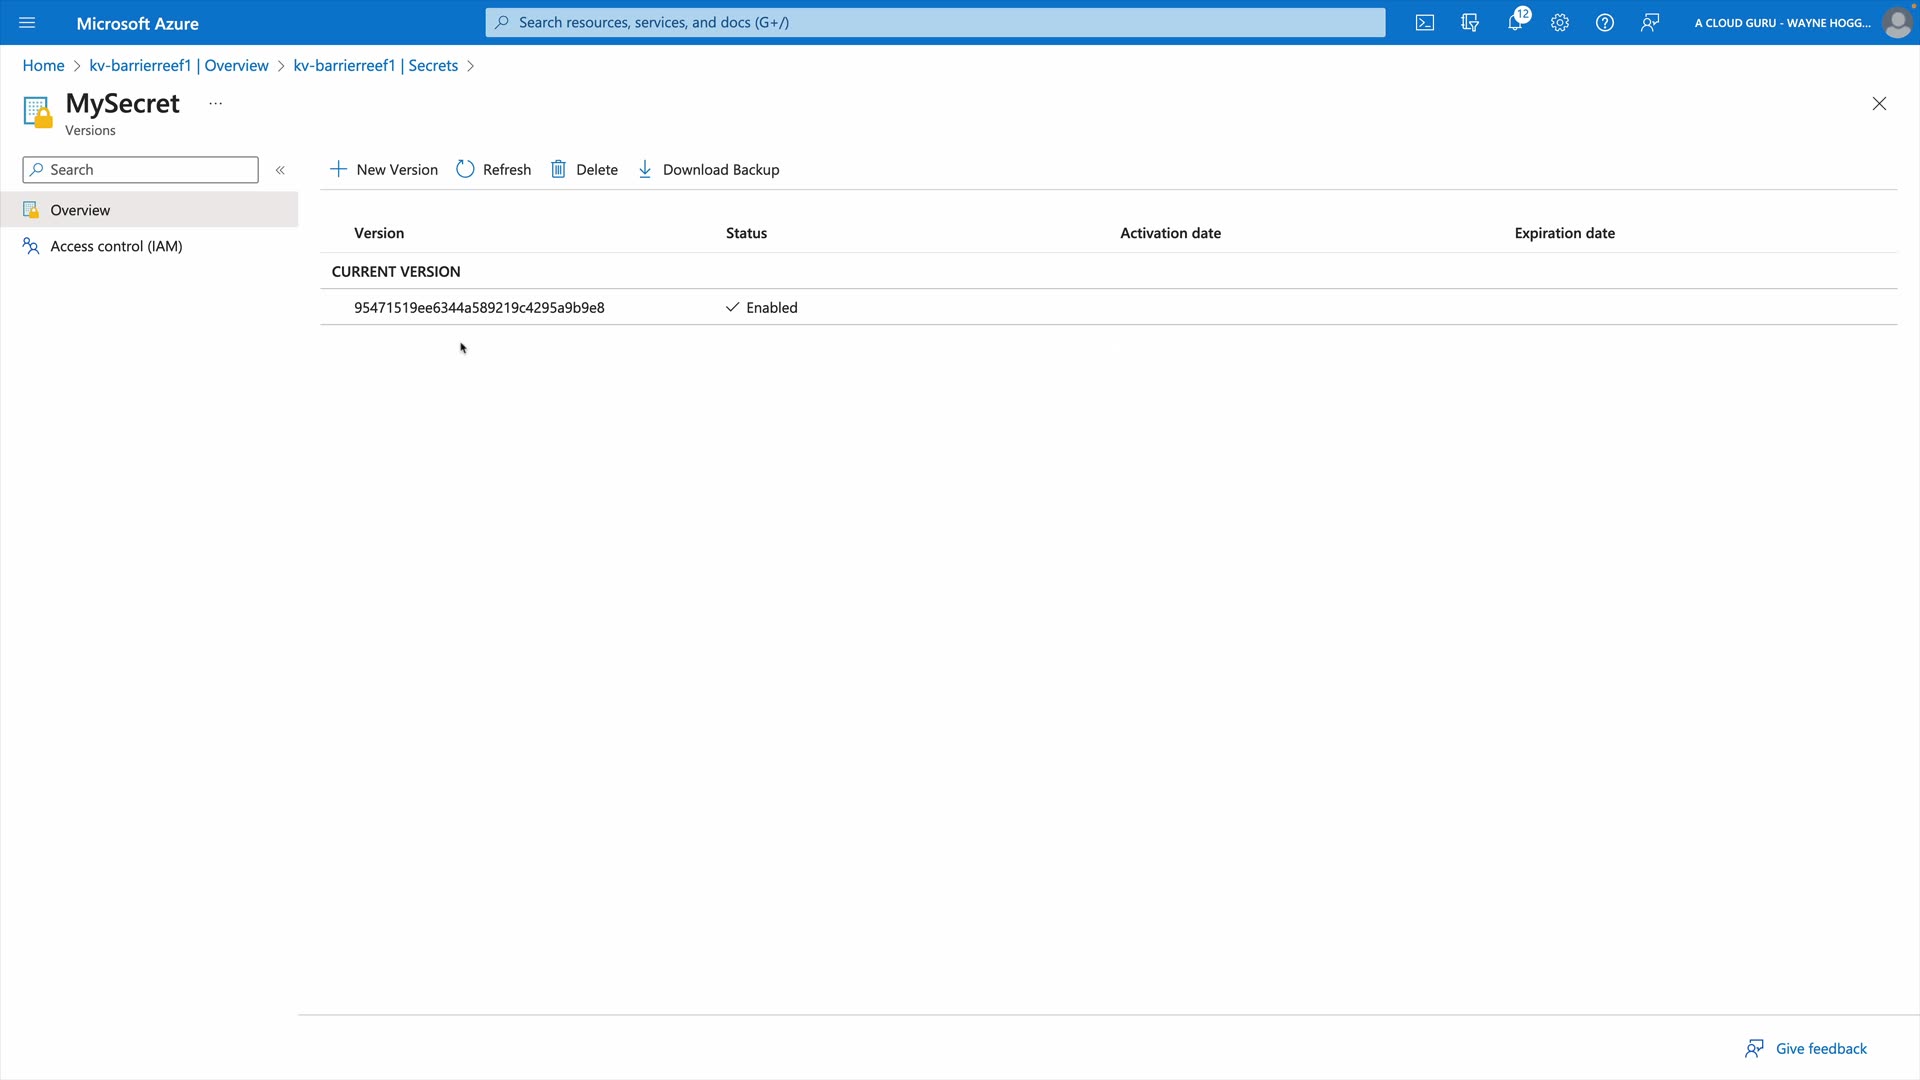 Microsoft Azure
Search resources, services, and docs (G+/)
12
A CLOUD GURU - WAYNE HOGG...
Home > kv-barrierreef1 | Overview > kv-barrierreef1 | Secrets >
MySecret ...
Versions
Search «
New Version Refresh Delete Download Backup
Overview
Access control (IAM)
Version Status Activation date Expiration date
CURRENT VERSION
95471519ee6344a589219c4295a9b9e8 Enabled
Give feedback